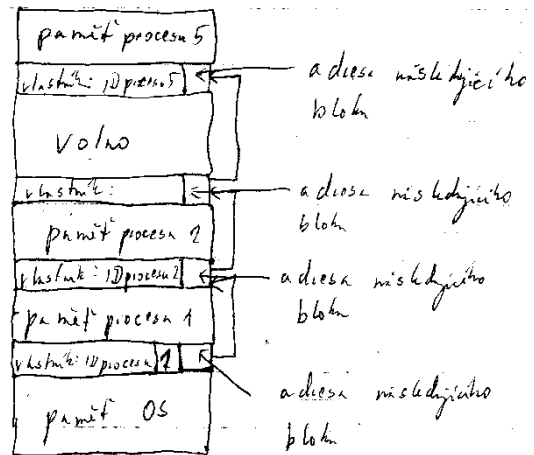 paměť procesu 5
vlastník: ID procesu 5
adresa následujícího
bloku
Volno
vlastník:
adresa následujícího
bloku
paměť procesu 2
vlastník: ID procesu 2
adresa následujícího
bloku
paměť procesu 1
vlastník: ID procesu 1
adresa následujícího
bloku
paměť OS